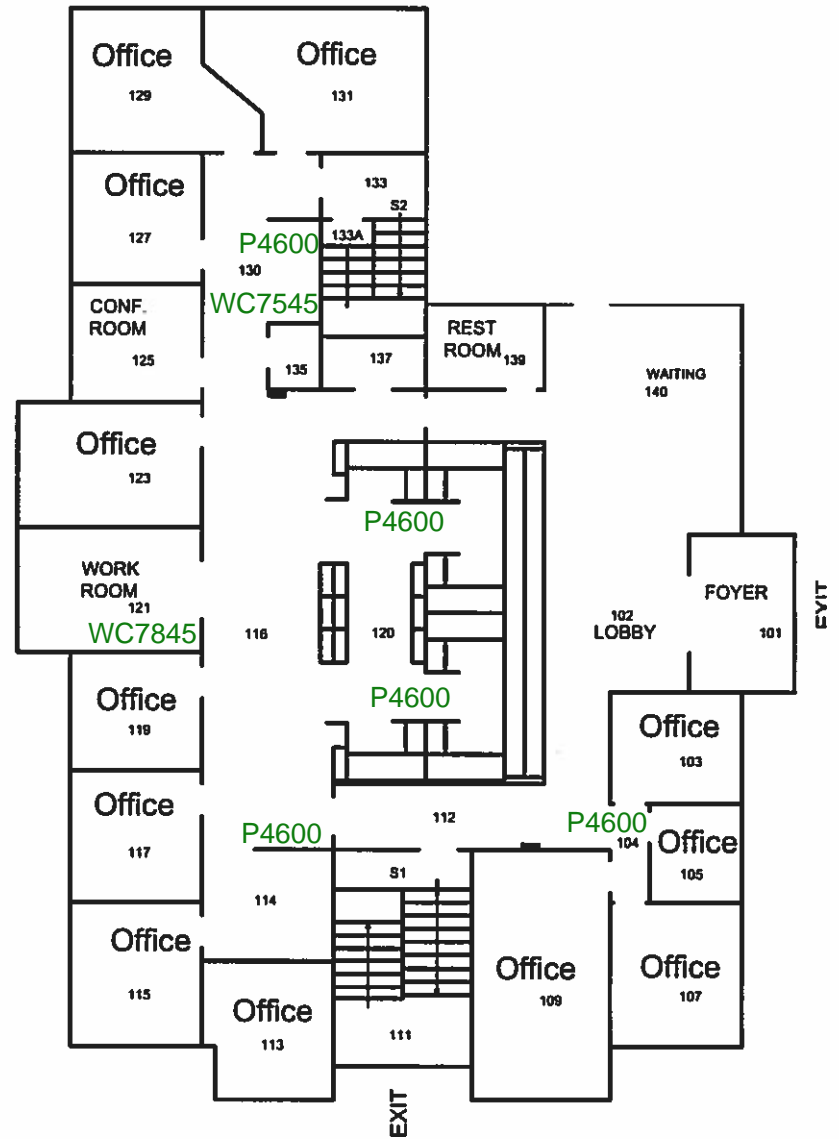 Office
129
Office
131
Office
127
133
S2
133A
P4600
130
WC7545
CONF.
ROOM
125
135
137
REST
ROOM 139
WAITING
140
Office
123
P4600
WORK
ROOM
121
WC7845
116
120
102
LOBBY
FOYER
101
EXIT
P4600
Office
119
Office
103
Office
117
P4600
112
P4600
104
Office
105
S1
114
Office
115
Office
113
111
Office
109
Office
107
EXIT